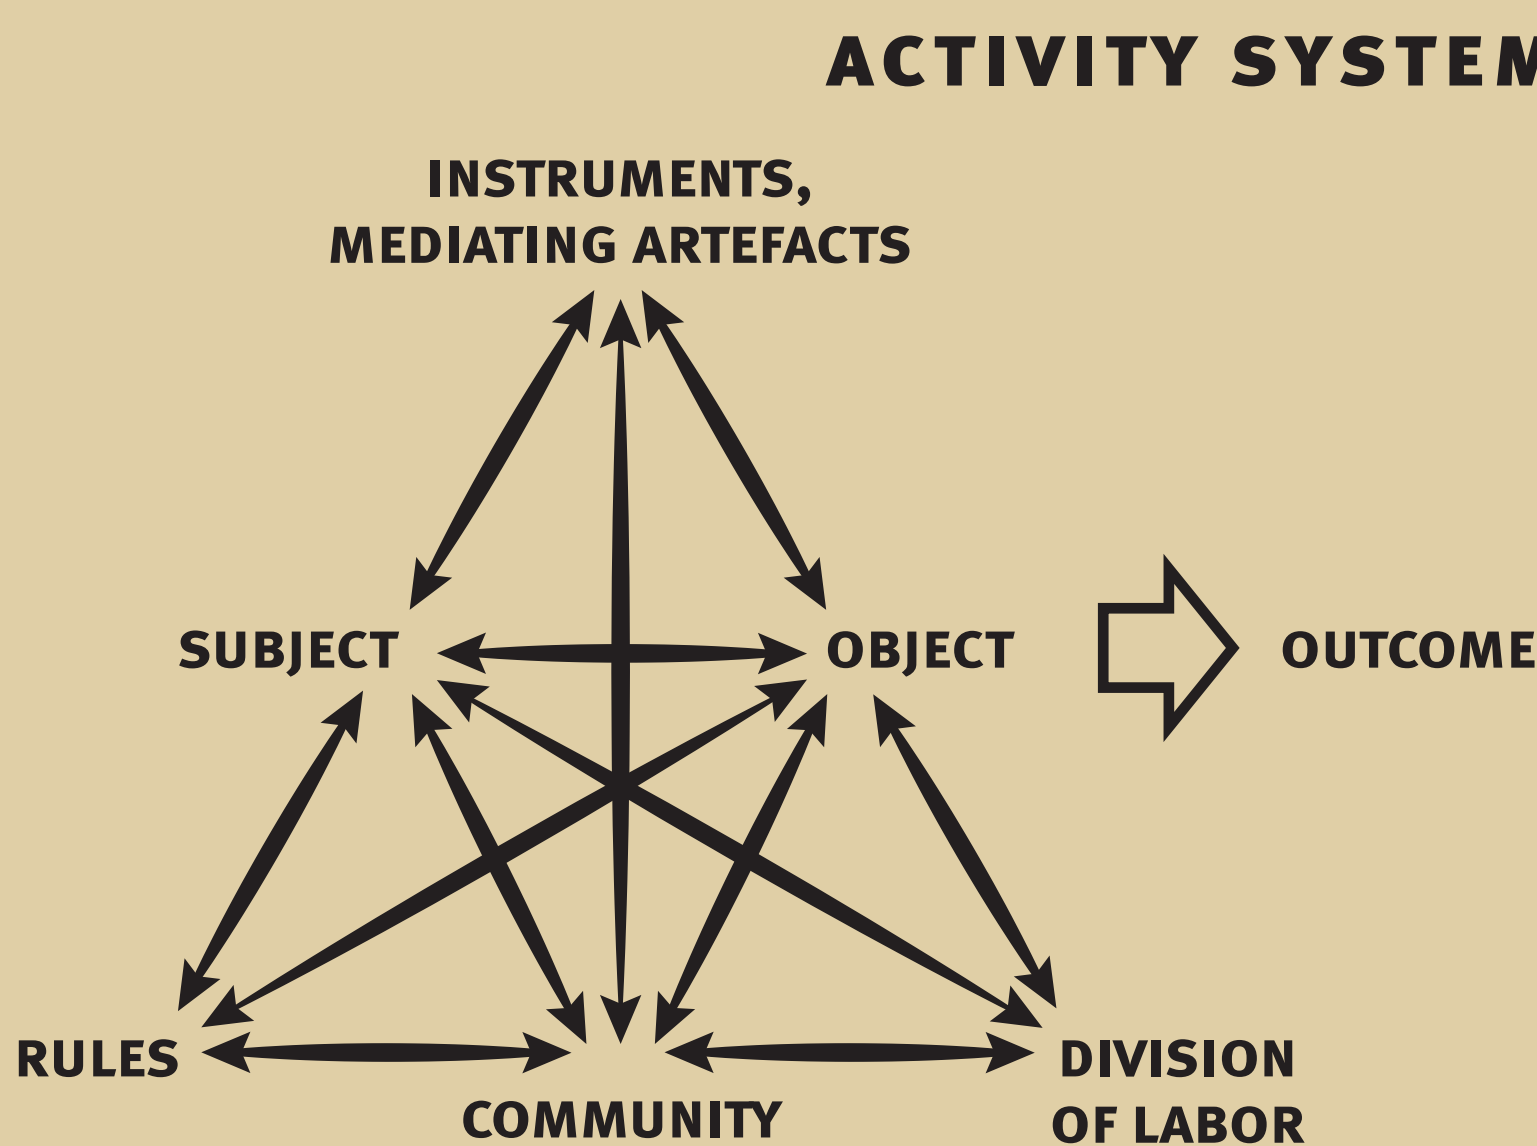 ACTIVITY SYSTEM
INSTRUMENTS,
MEDIATING ARTEFACTS
SUBJECT
OBJECT
OUTCOME
RULES
COMMUNITY
DIVISION
OF LABOR